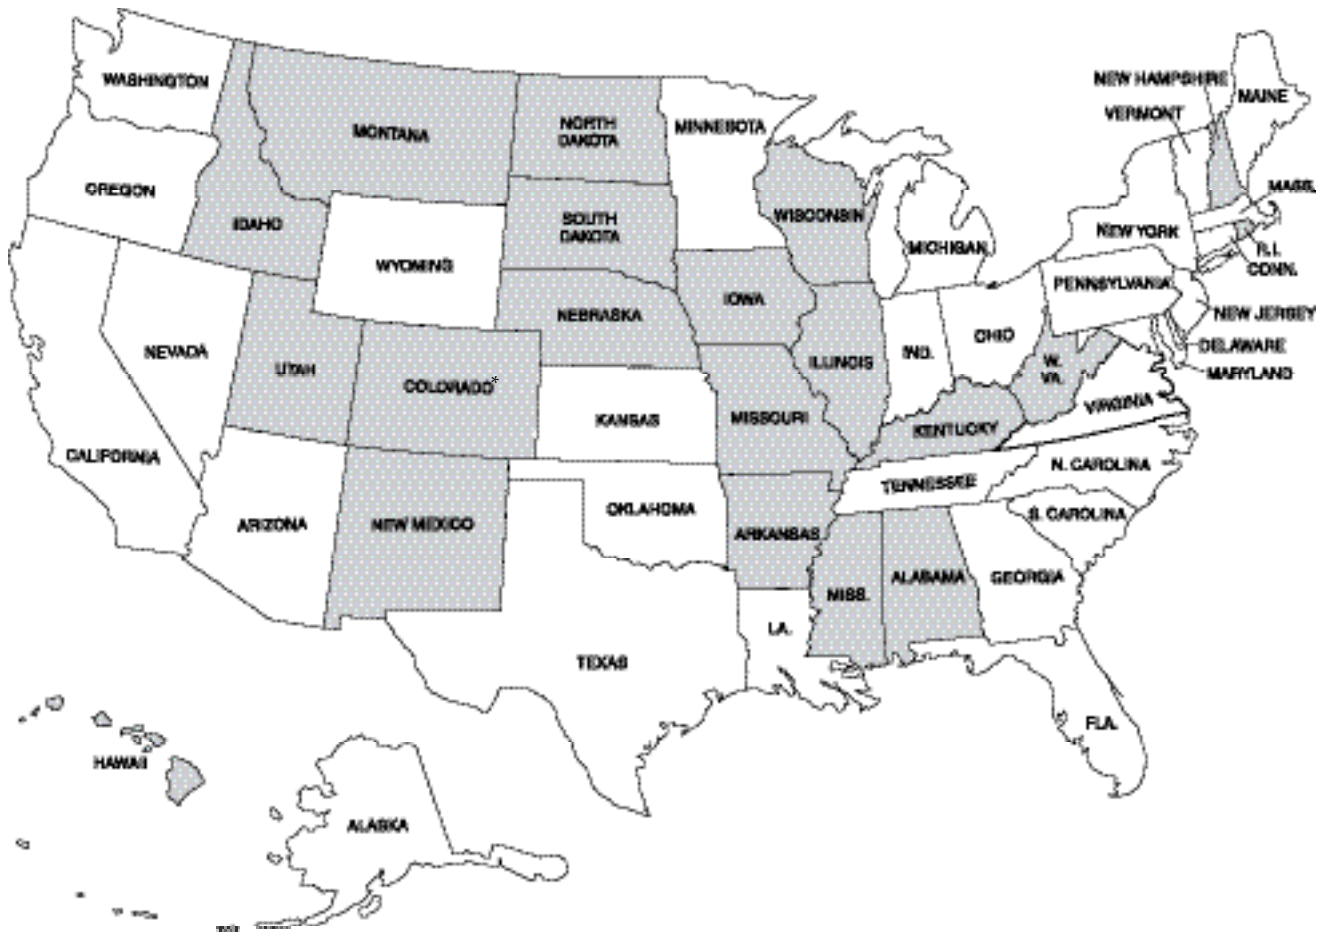 NEW HAMPSHIRE
WASHINGTON
MAINE
VERMONT
MONTANA
NORTH
DAKOTA
MINNESOTA
OREGON
MASS.
IDAHO
SOUTH
DAKOTA
WISCONSIN
NEW YORK
MICHIGAN
R.I.
CONN.
WYOMING
PENNSYLVANIA
IOWA
NEBRASKA
NEW JERSEY
OHIO
DELAWARE
NEVADA
IND.
ILLINOIS
W.
VA.
UTAH
MARYLAND
COLORADO*
VIRGINIA
KANSAS
MISSOURI
KENTUCKY
CALIFORNIA
N. CAROLINA
TENNESSEE
OKLAHOMA
S. CAROLINA
ARIZONA
NEW MEXICO
ARKANSAS
ALABAMA
GEORGIA
MISS.
LA.
TEXAS
FLA.
HAWAII
ALASKA